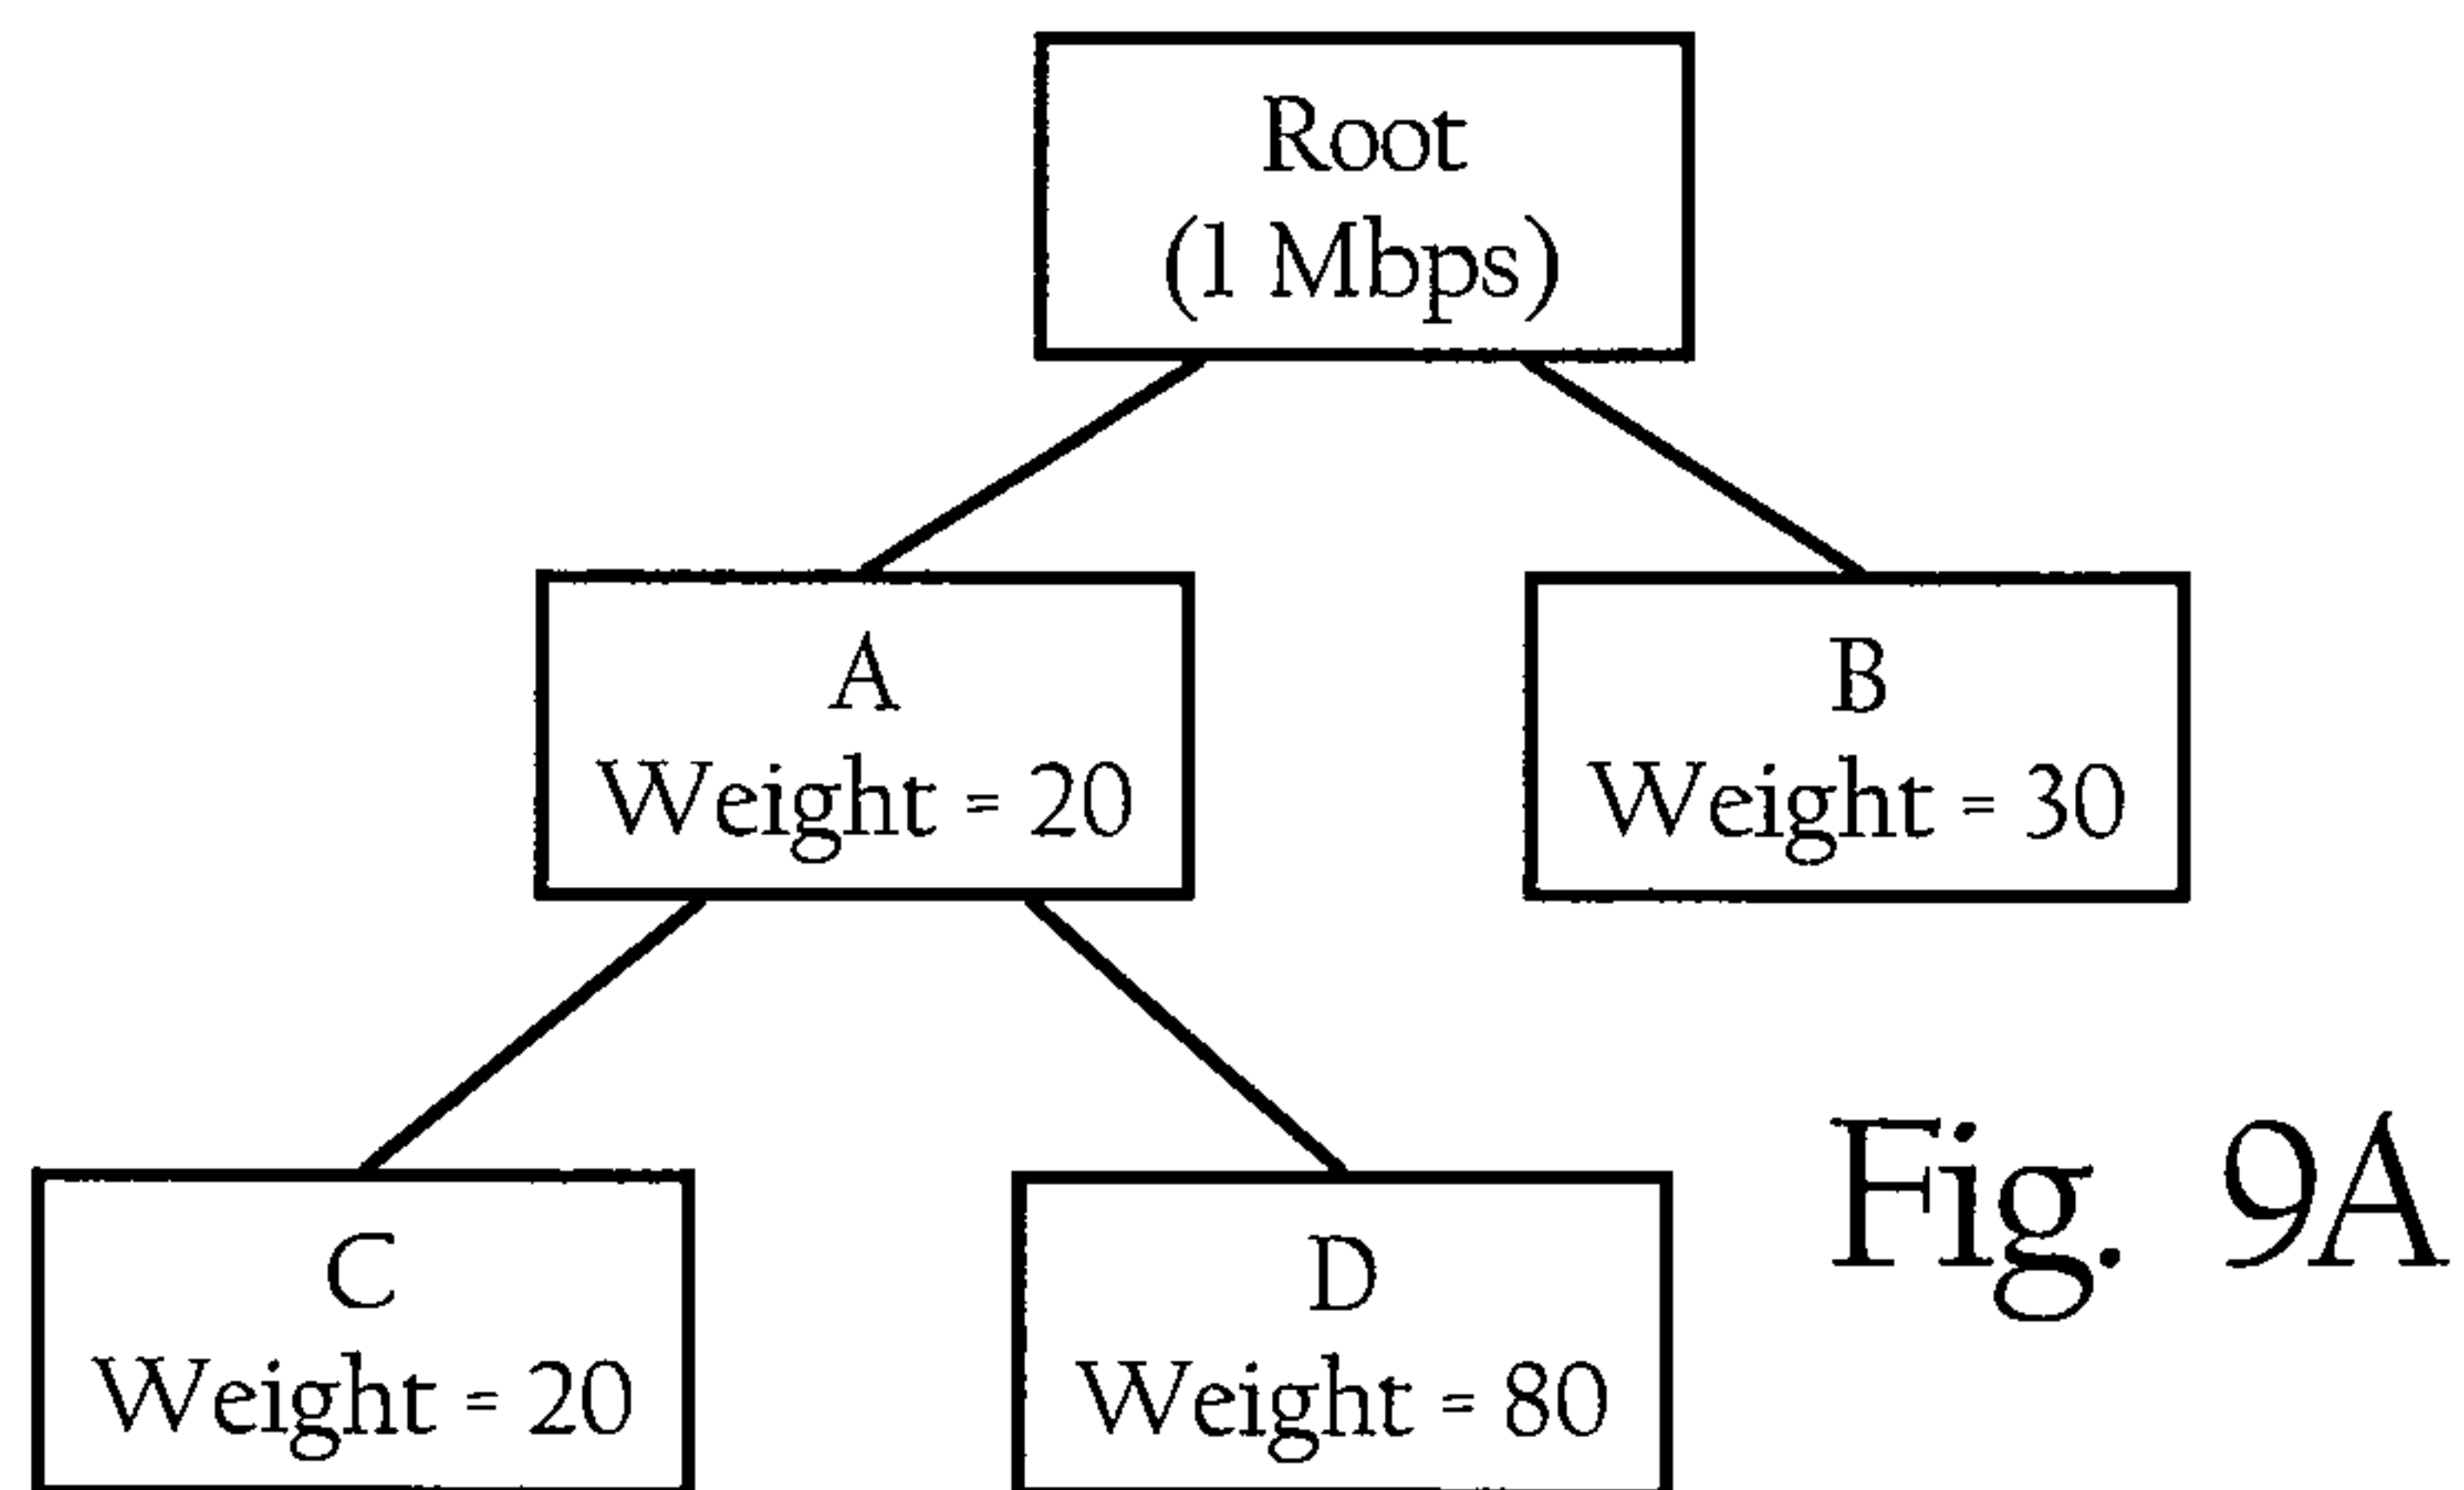 Root
(1 Mbps)
A
Weight = 20
B
Weight = 30
C
Weight = 20
D
Weight = 80
Fig. 9A